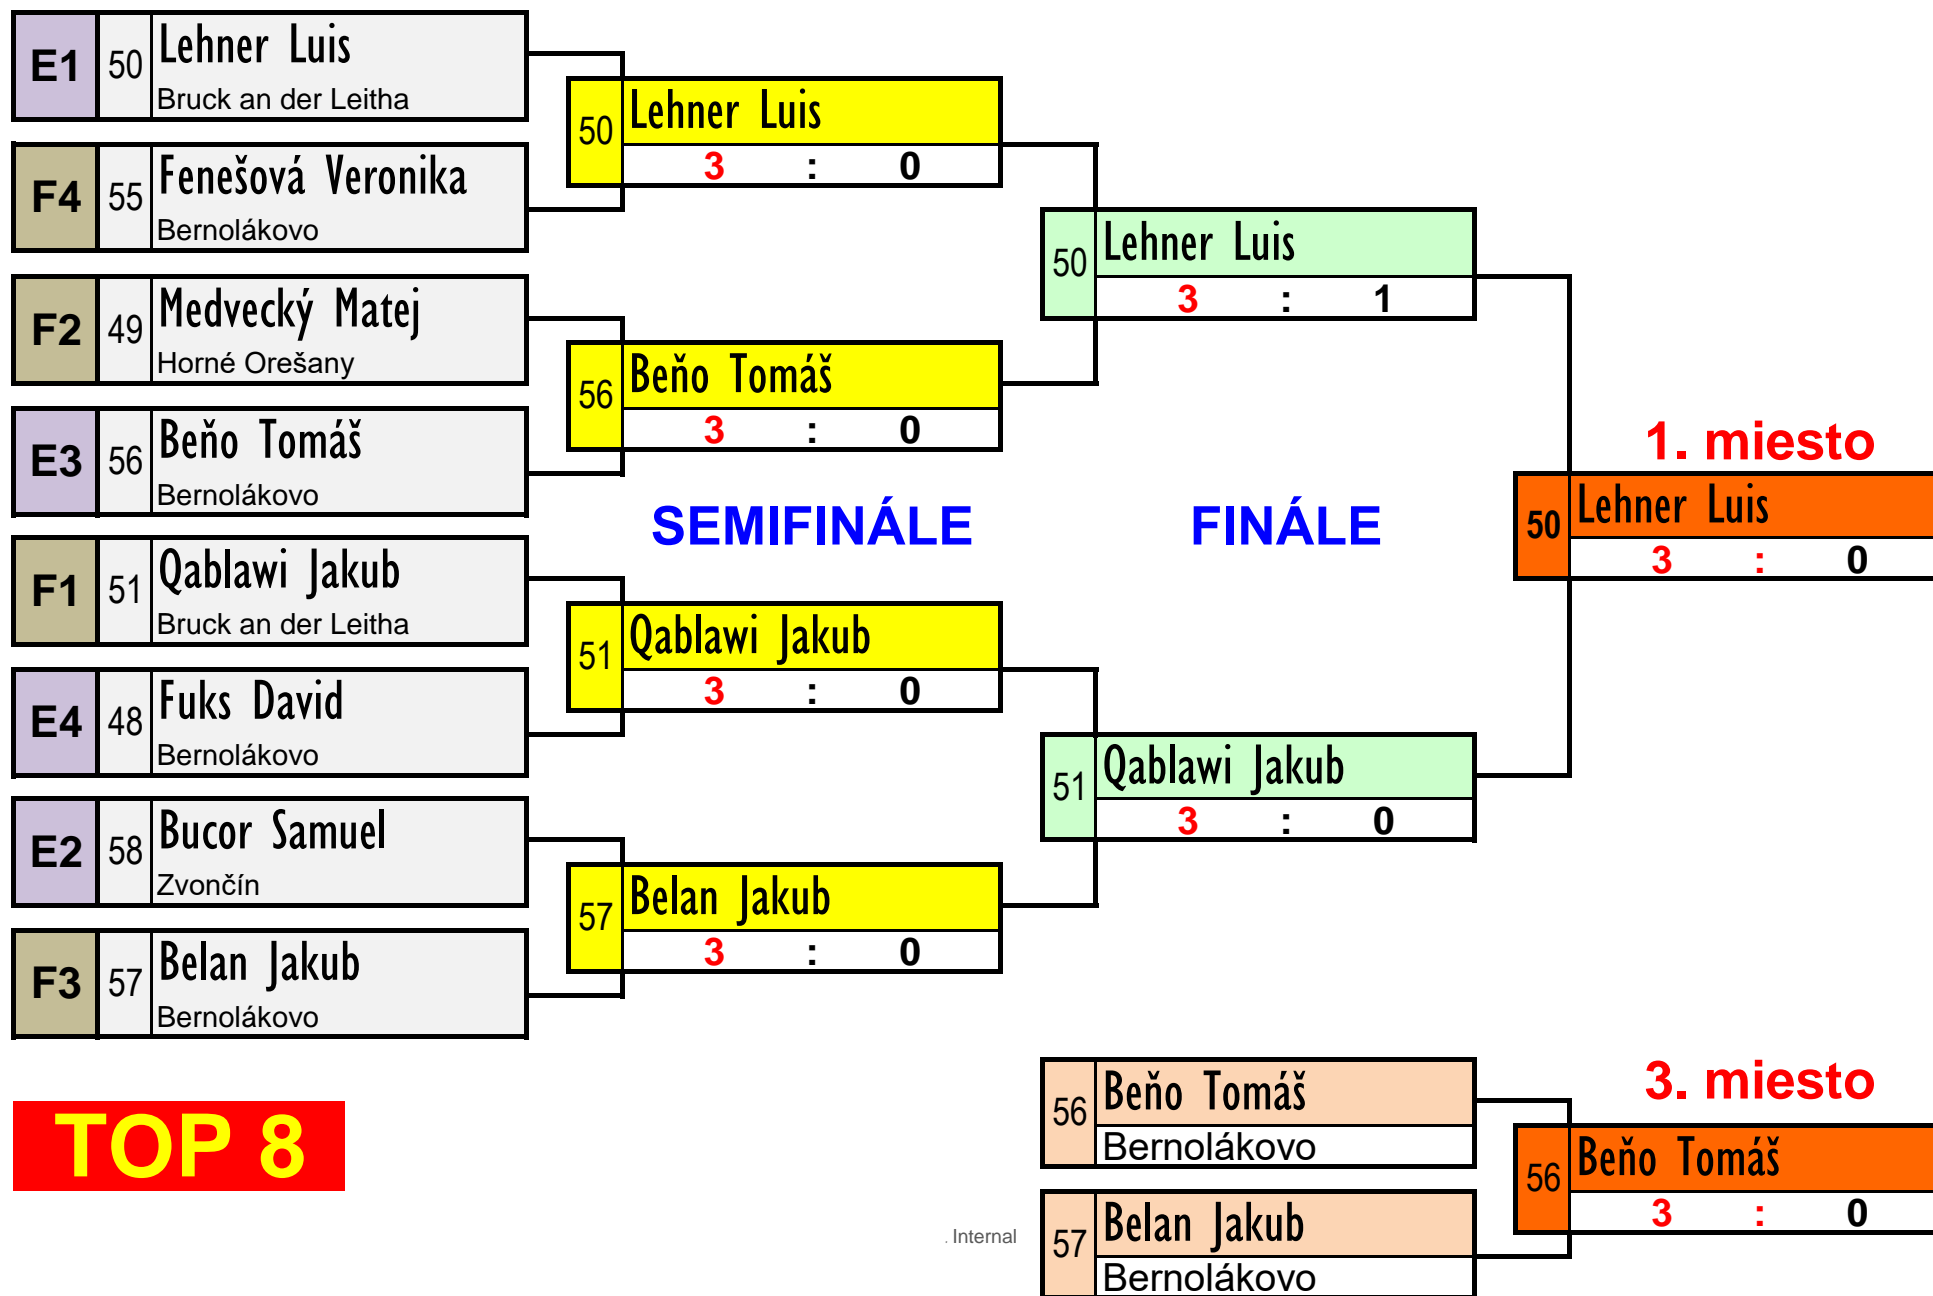 E1 50 Lehner Luis
Bruck an der Leitha
F4 55 Fenešová Veronika
Bernolákovo
F2 49 Medvecký Matej
Horné Orešany
E3 56 Beňo Tomáš
Bernolákovo
F1 51 Qablawi Jakub
Bruck an der Leitha
E4 48 Fuks David
Bernolákovo
E2 58 Bucor Samuel
Zvončín
F3 57 Belan Jakub
Bernolákovo
50 Lehner Luis
3 : 0
56 Beňo Tomáš
3 : 0
SEMIFINÁLE
51 Qablawi Jakub
3 : 0
57 Belan Jakub
3 : 0
50 Lehner Luis
3 : 1
FINÁLE
51 Qablawi Jakub
3 : 0
1. miesto
50 Lehner Luis
3 : 0
TOP 8
. Internal
56 Beňo Tomáš
Bernolákovo
57 Belan Jakub
Bernolákovo
3. miesto
56 Beňo Tomáš
3 : 0